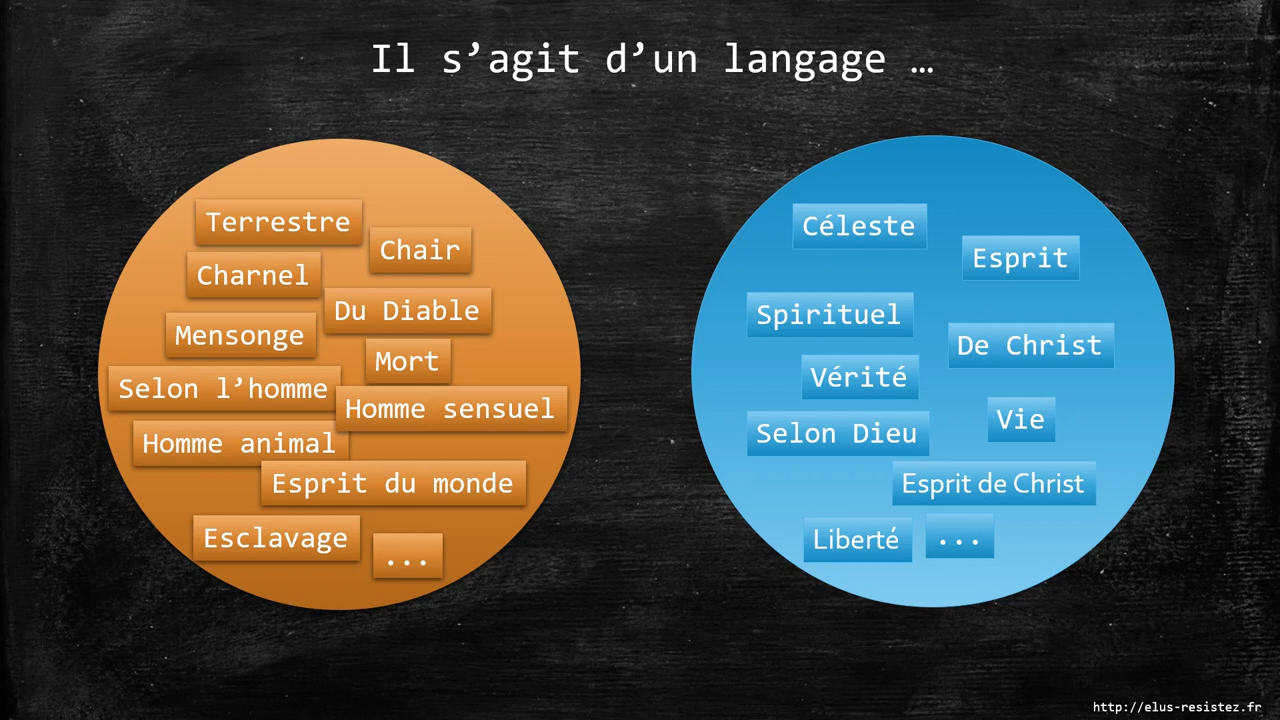 Il s’agit d’un langage …
Terrestre
Chair
Charnel
Du Diable
Mensonge
Mort
Selon l’homme
Homme sensuel
Homme animal
Esprit du monde
Esclavage
...
Céleste
Esprit
Spirituel
De Christ
Vérité
Vie
Selon Dieu
Esprit de Christ
Liberté
...
http://elus-resistez.fr